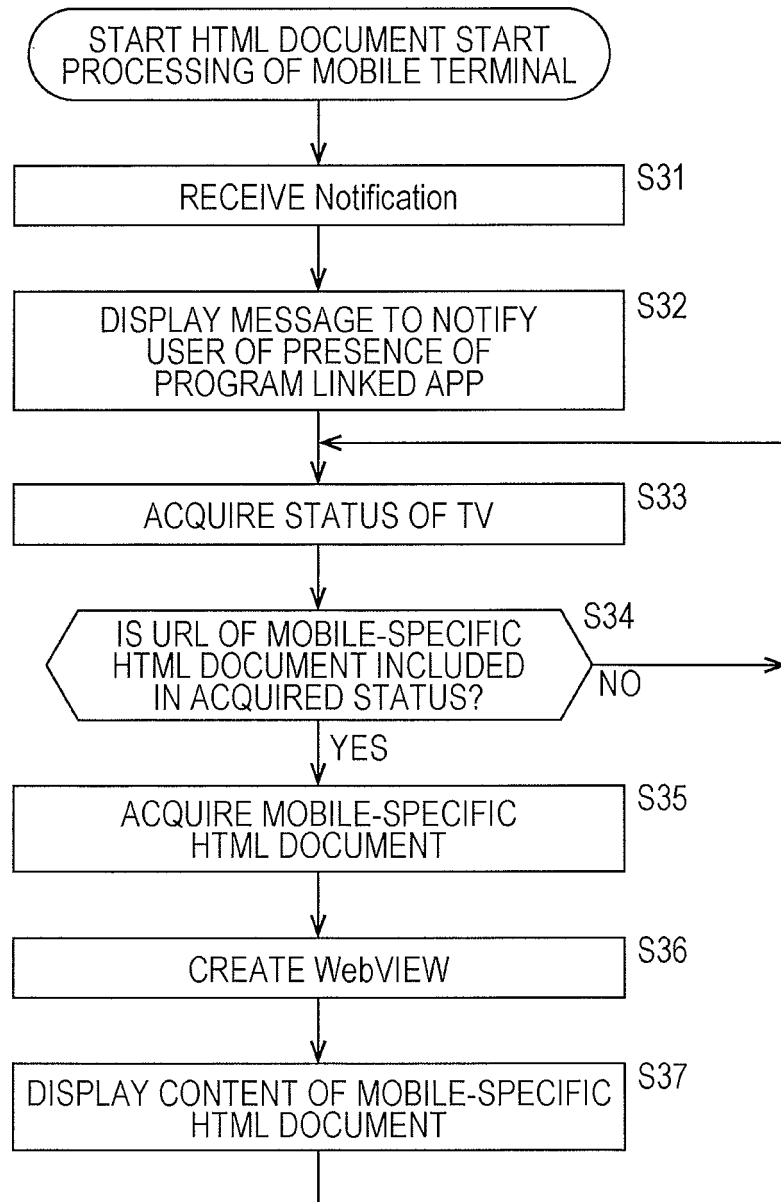 START HTML DOCUMENT START
PROCESSING OF MOBILE TERMINAL
S31
RECEIVE Notification
S32
DISPLAY MESSAGE TO NOTIFY
USER OF PRESENCE OF
PROGRAM LINKED APP
S33
ACQUIRE STATUS OF TV
S34
IS URL OF MOBILE-SPECIFIC
HTML DOCUMENT INCLUDED
IN ACQUIRED STATUS?
NO
YES
S35
ACQUIRE MOBILE-SPECIFIC
HTML DOCUMENT
S36
CREATE WebVIEW
S37
DISPLAY CONTENT OF MOBILE-SPECIFIC
HTML DOCUMENT